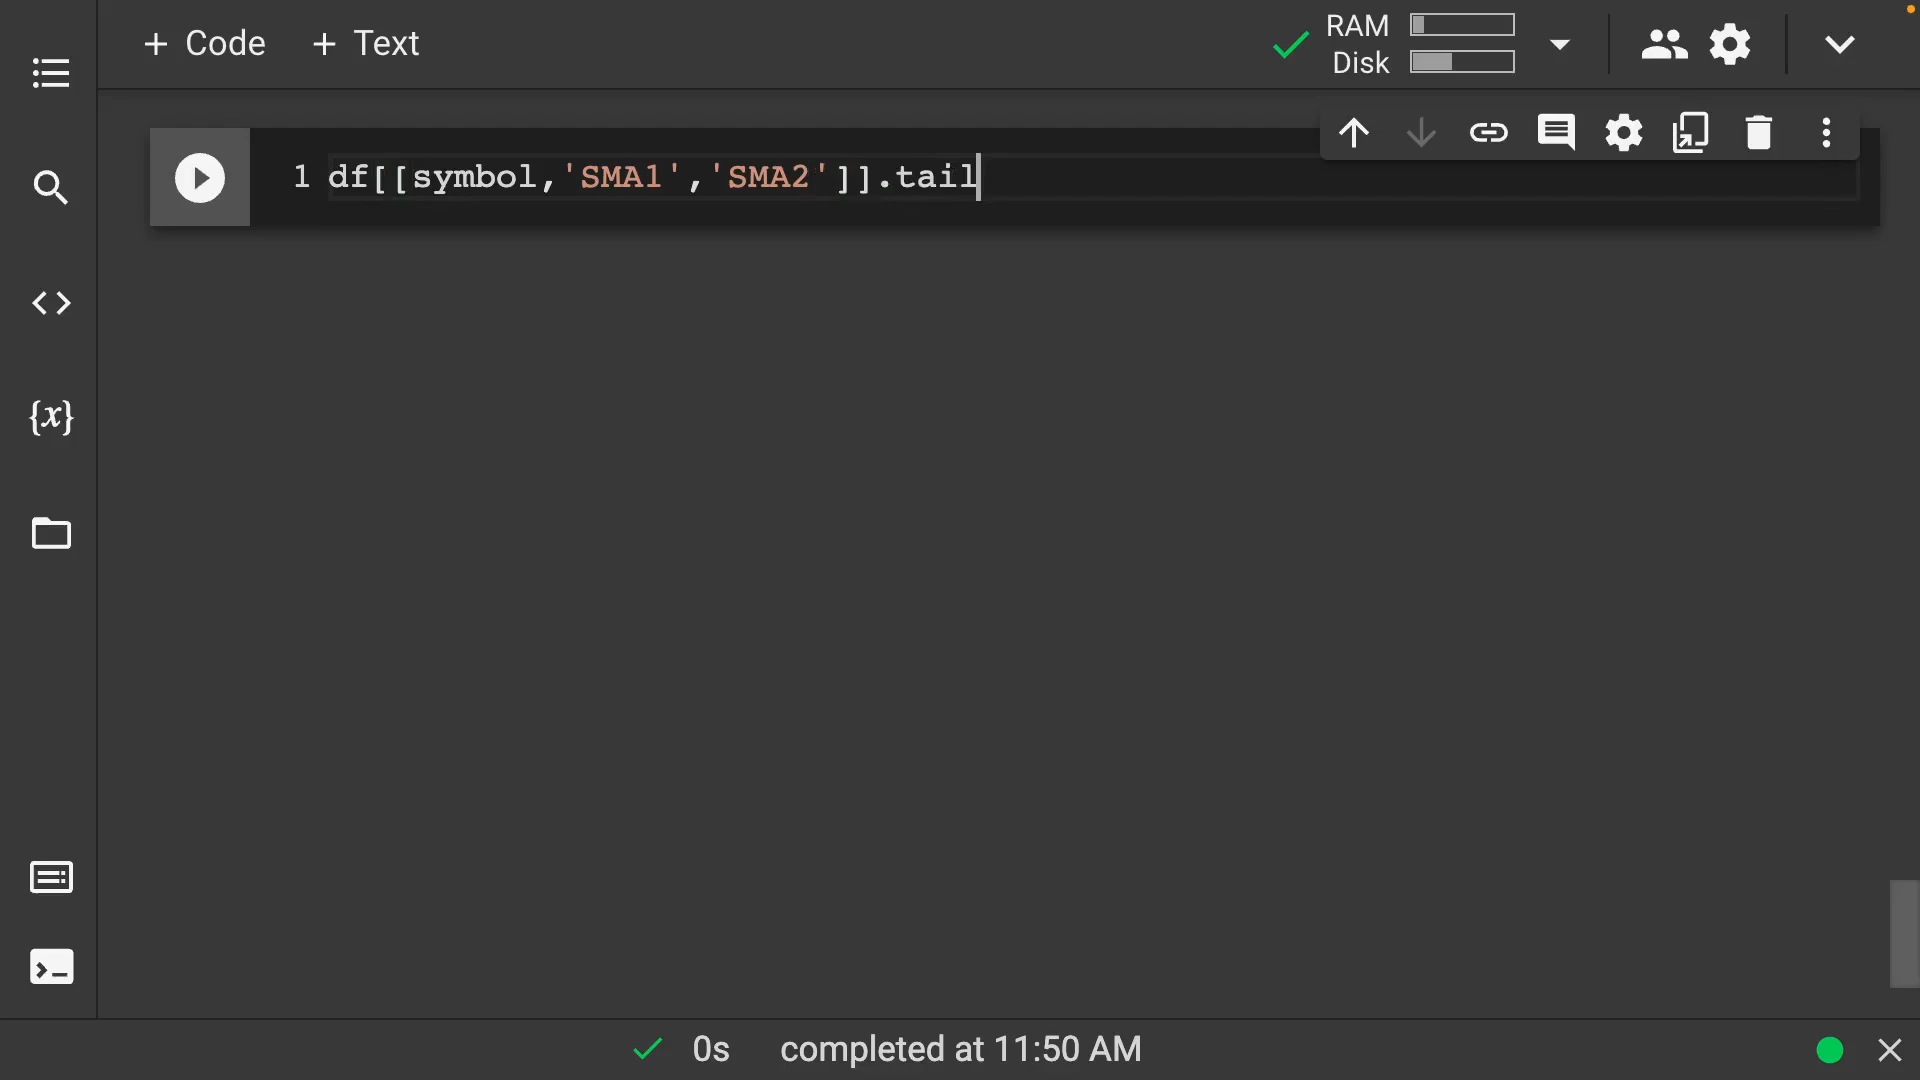 + Code + Text
RAM
Disk
1 df[[symbol,'SMA1','SMA2']].tail
{x}
0s completed at 11:50 AM